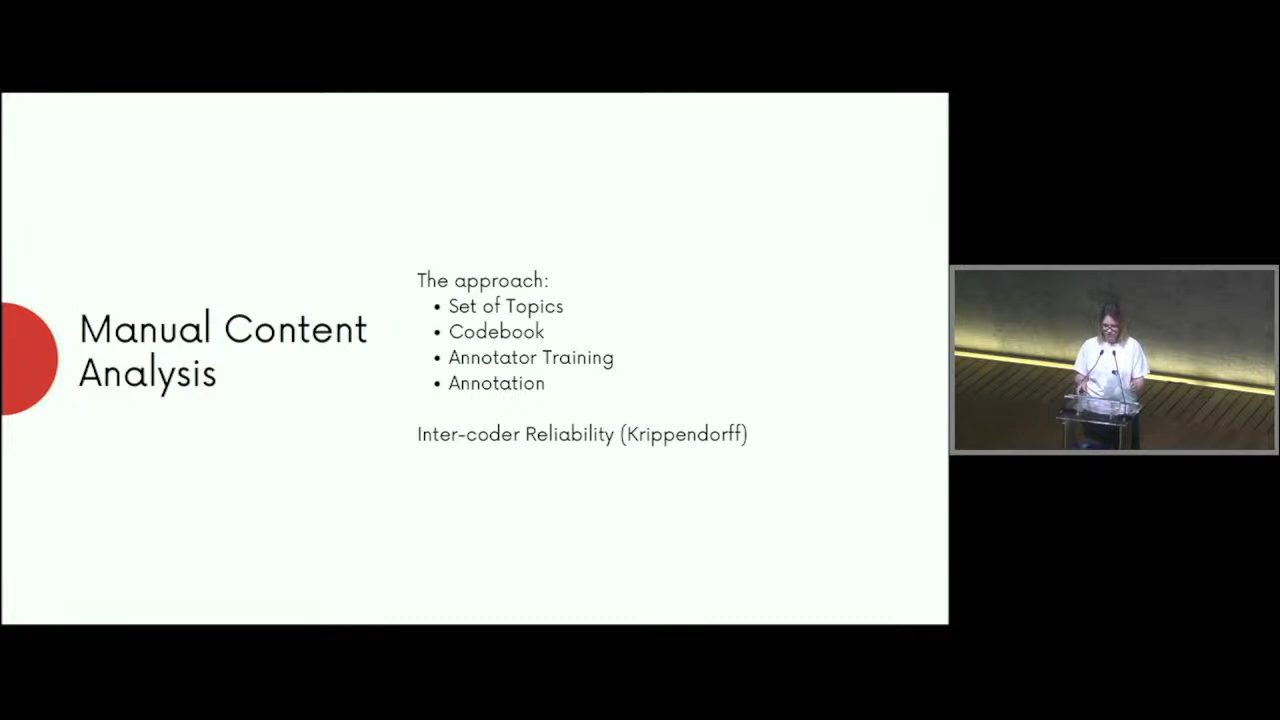 Manual Content
Analysis
The approach:
• Set of Topics
• Codebook
• Annotator Training
• Annotation
Inter-coder Reliability (Krippendorff)